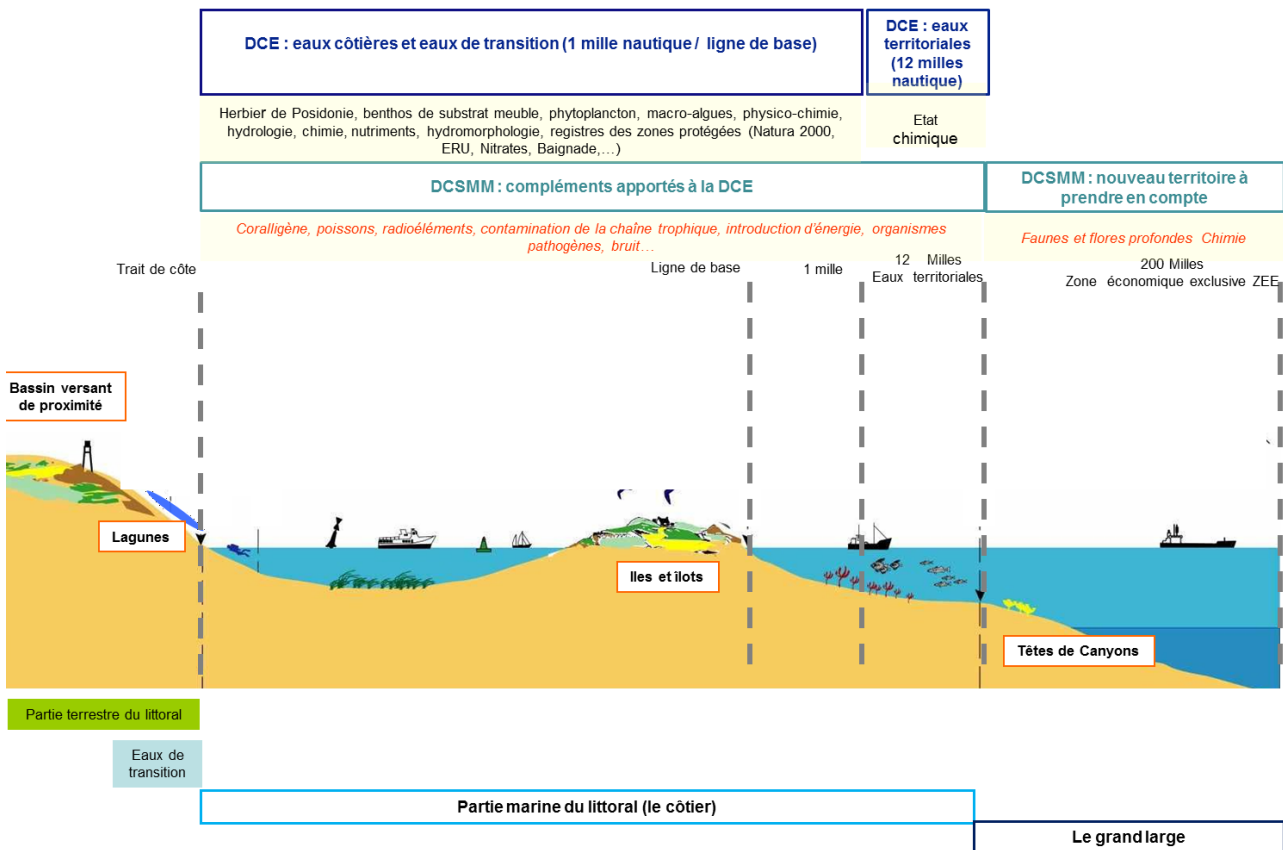 DCE : eaux côtières et eaux de transition (1 mille nautique / ligne de base)
DCE : eaux
territoriales
(12 milles
nautique)
Herbier de Posidonie, benthos de substrat meuble, phytoplancton, macro-algues, physico-chimie,
hydrologie, chimie, nutriments, hydromorphologie, registres des zones protégées (Natura 2000,
ERU, Nitrates, Baignade,…)
Etat
chimique
DCSMM : compléments apportés à la DCE
DCSMM : nouveau territoire à
prendre en compte
Coralligène, poissons, radioéléments, contamination de la chaîne trophique, introduction d'énergie, organismes
pathogènes, bruit…
Faunes et flores profondes Chimie
Trait de côte
Ligne de base
1 mille
12 Milles
Eaux territoriales
200 Milles
Zone économique exclusive ZEE
Bassin versant
de proximité
Lagunes
Iles et îlots
Têtes de Canyons
Partie terrestre du littoral
Eaux de
transition
Partie marine du littoral (le côtier)
Le grand large